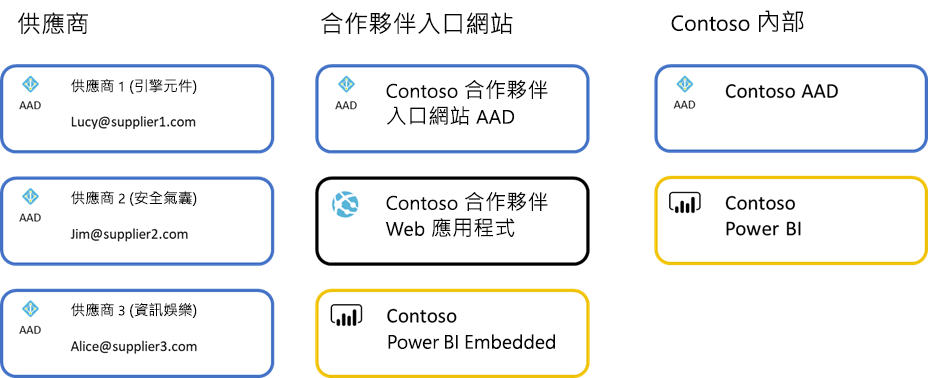 供應商
AAD
供應商 1 (引擎元件)
Lucy@supplier1.com
AAD
供應商 2 (安全氣囊)
Jim@supplier2.com
AAD
供應商 3 (資訊娛樂)
Alice@supplier3.com
合作夥伴入口網站
AAD
Contoso 合作夥伴
入口網站 AAD
Contoso 合作夥伴
Web 應用程式
Contoso
Power BI Embedded
Contoso 內部
AAD
Contoso AAD
Contoso
Power BI